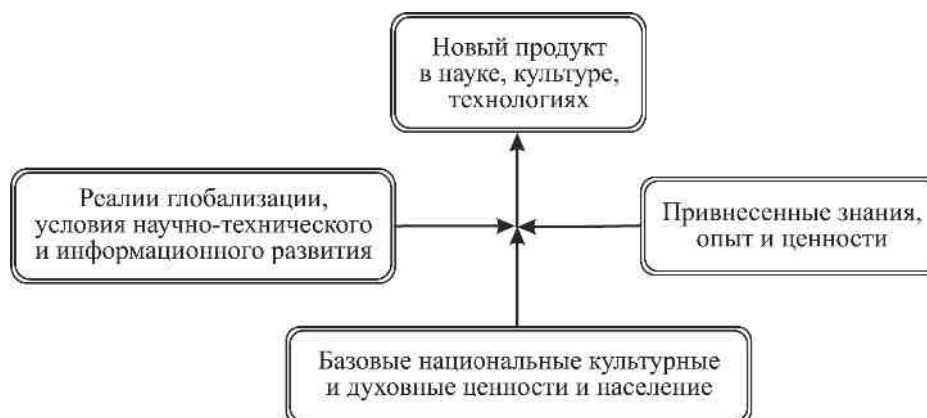 Новый продукт
в науке, культуре,
технологиях
Реалии глобализации,
условия научно-технического
и информационного развития
Привнесенные знания,
опыт и ценности
Базовые национальные культурные
и духовные ценности и население